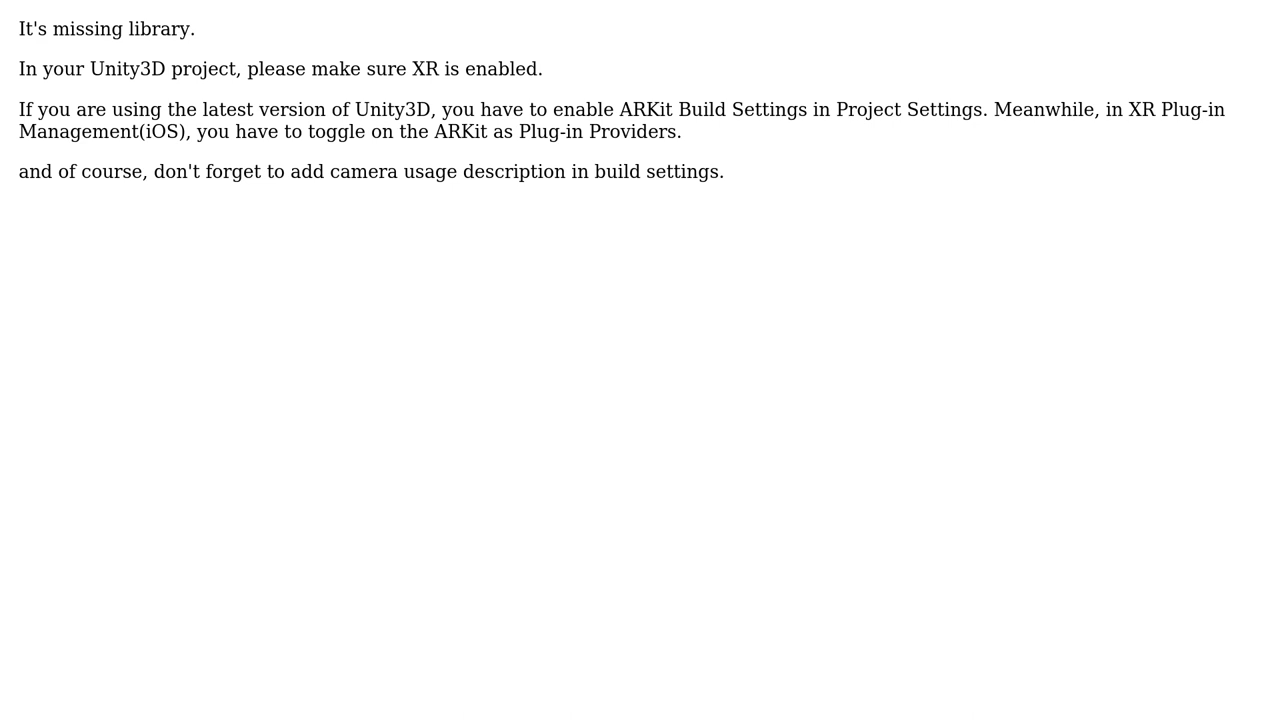 It's missing library.
In your Unity3D project, please make sure XR is enabled.
If you are using the latest version of Unity3D, you have to enable ARKit Build Settings in Project Settings. Meanwhile, in XR Plug-in
Management(iOS), you have to toggle on the ARKit as Plug-in Providers.
and of course, don't forget to add camera usage description in build settings.